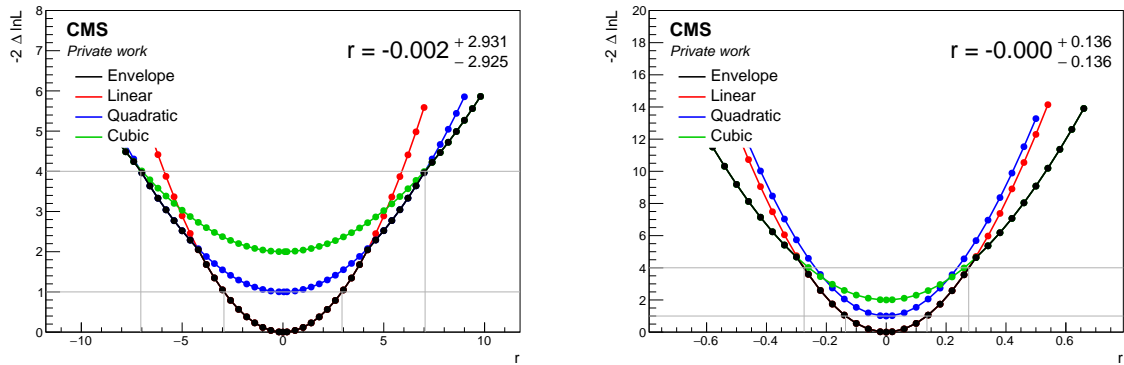 -2 Δ lnL
8
7
6
5
4
3
2
1
0
CMS
Private work
r = -0.002 + 2.931 − 2.925
Envelope
Linear
Quadratic
Cubic
−10 −5 0 5 10
r
-2 Δ lnL
20
18
16
14
12
10
8
6
4
2
0
CMS
Private work
r = -0.000 + 0.136 − 0.136
Envelope
Linear
Quadratic
Cubic
−0.6 −0.4 −0.2 0 0.2 0.4 0.6
r